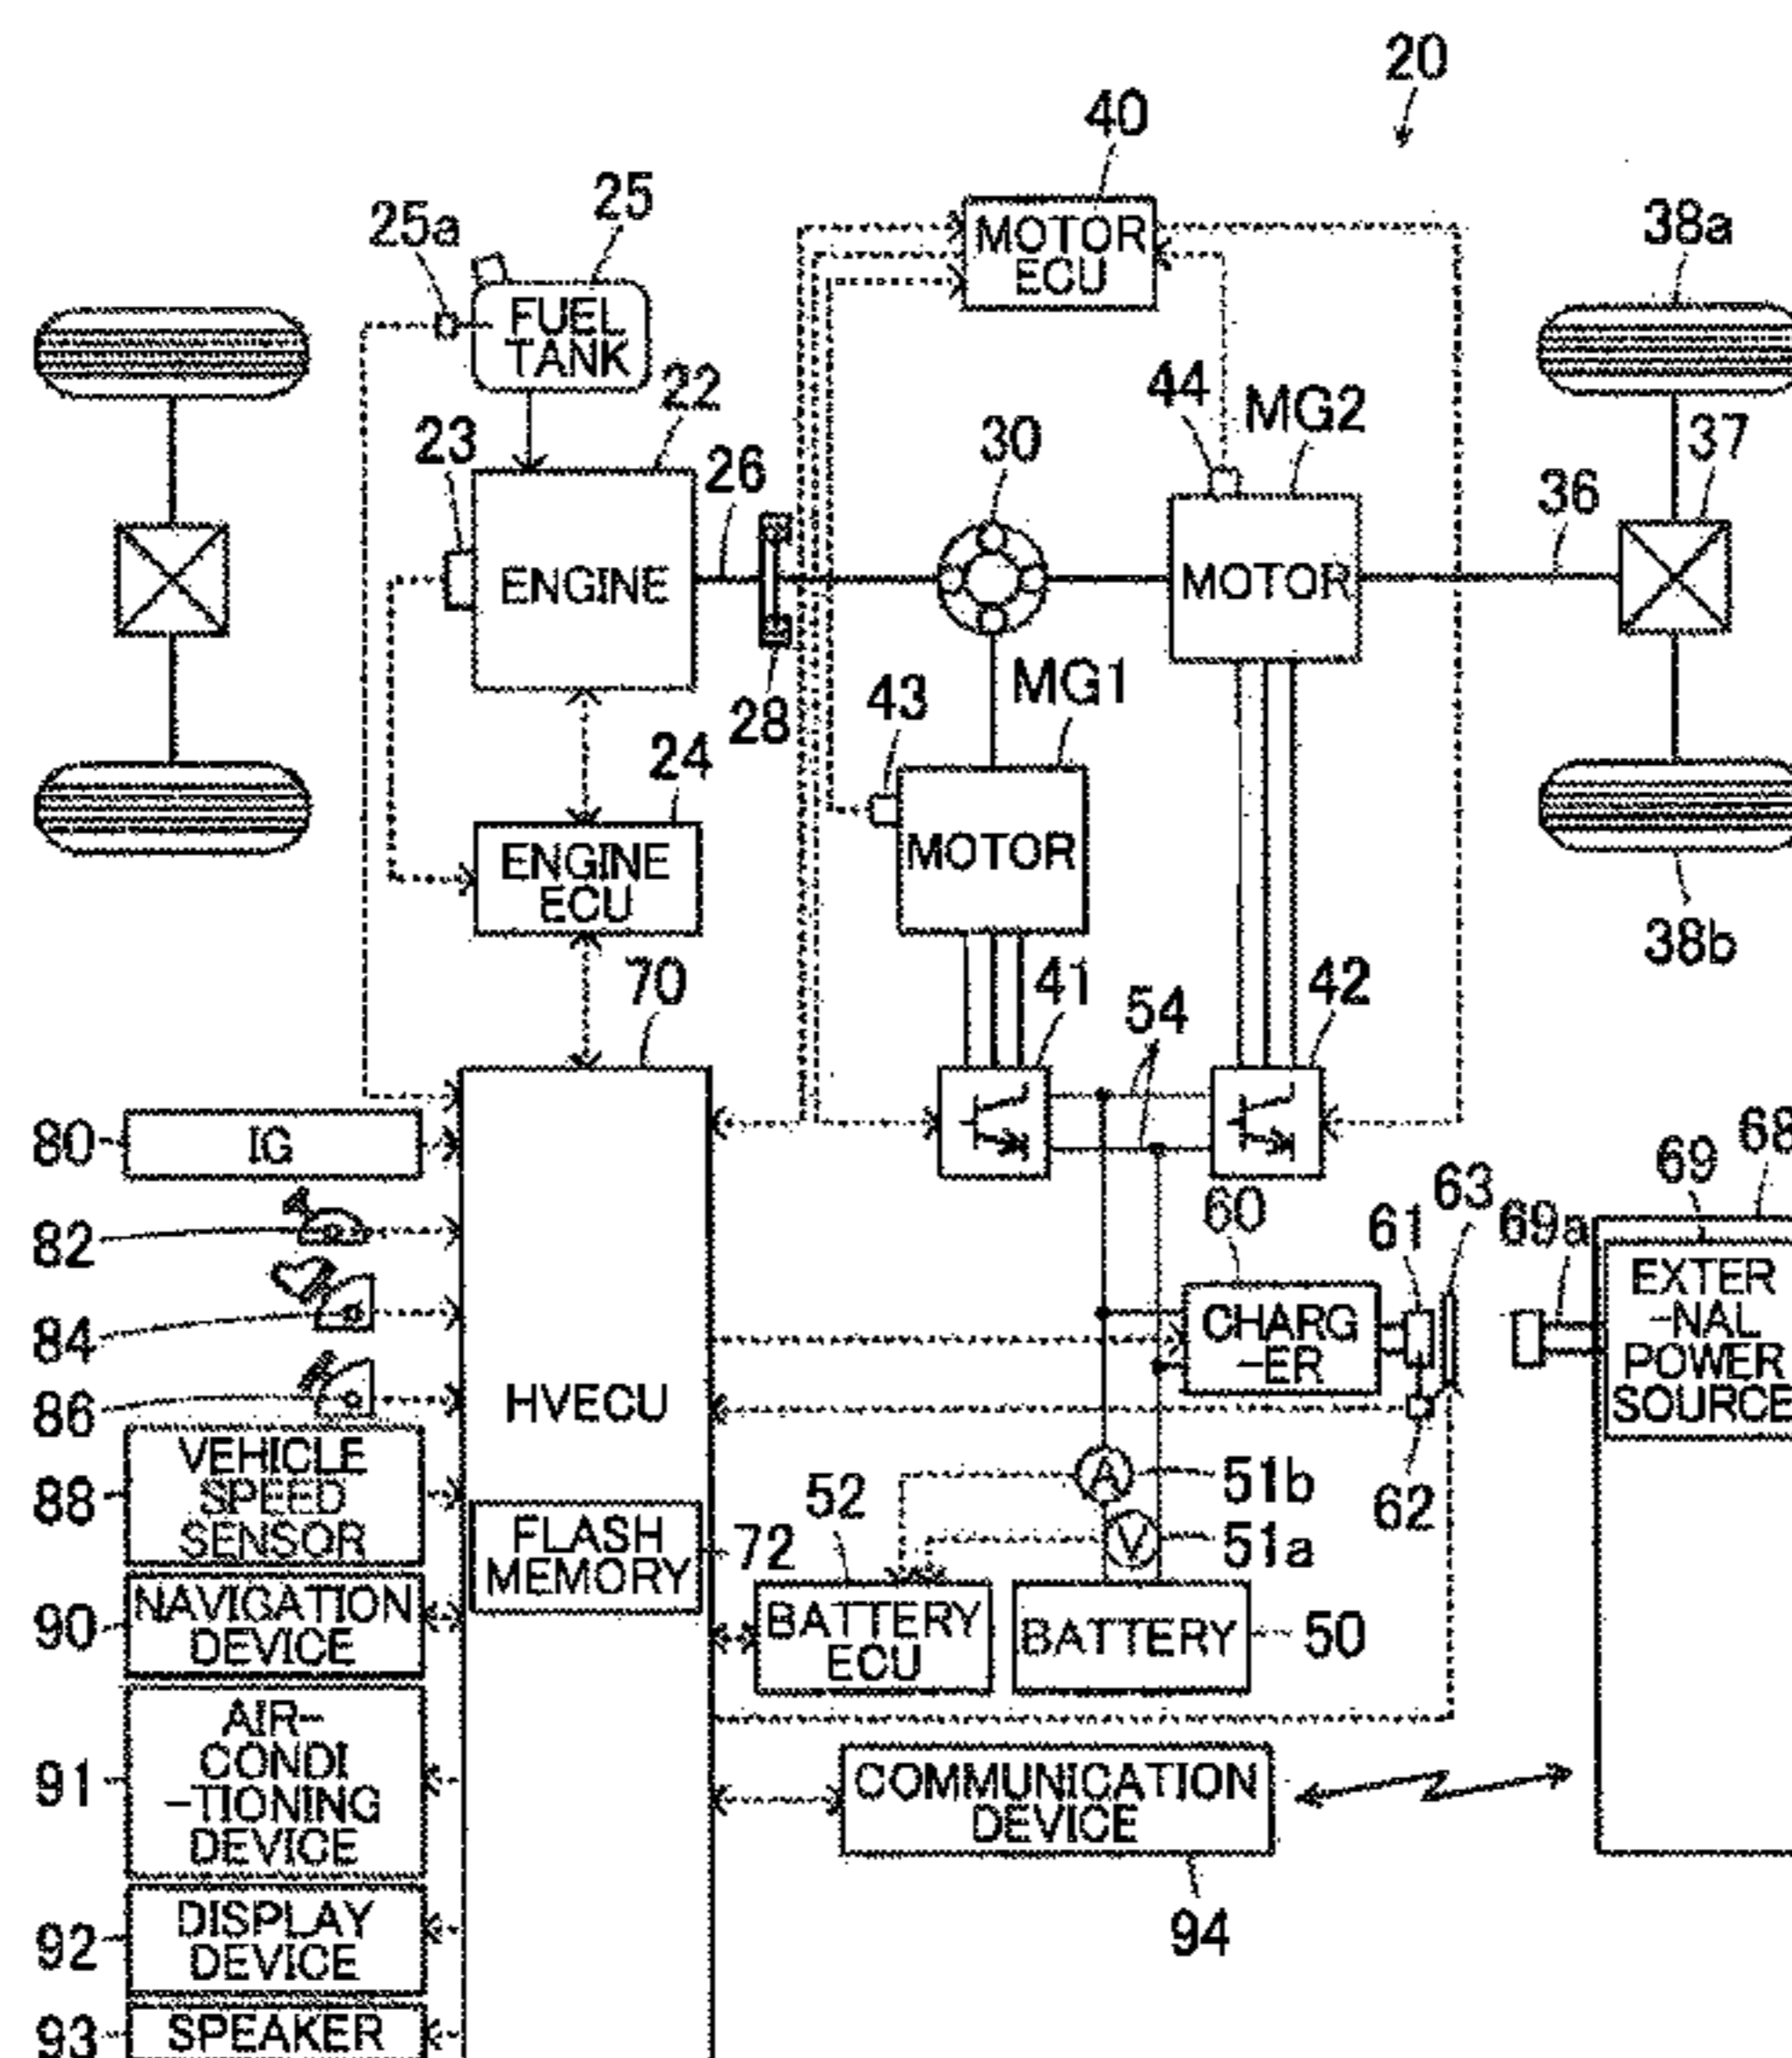 20
40
25
25a
MOTOR
ECU
38a
FUEL
TANK
22
44
MG2
23
30
37
26
36
ENGINE
MOTOR
28
43
MG1
24
MOTOR
ENGINE
ECU
38b
70
41
54
42
80
IG
82
84
86
60
61
63
69a
69
68
EXTER
-NAL
POWER
SOURCE
CHARG
-ER
HVECU
62
88
VEHICLE
SPEED
SENSOR
51b
52
51a
FLASH
MEMORY
72
90
NAVIGATION
DEVICE
BATTERY
ECU
BATTERY
50
A
V
91
AIR-
CONDI
-TIONING
DEVICE
COMMUNICATION
DEVICE
94
92
DISPLAY
DEVICE
93
SPEAKER